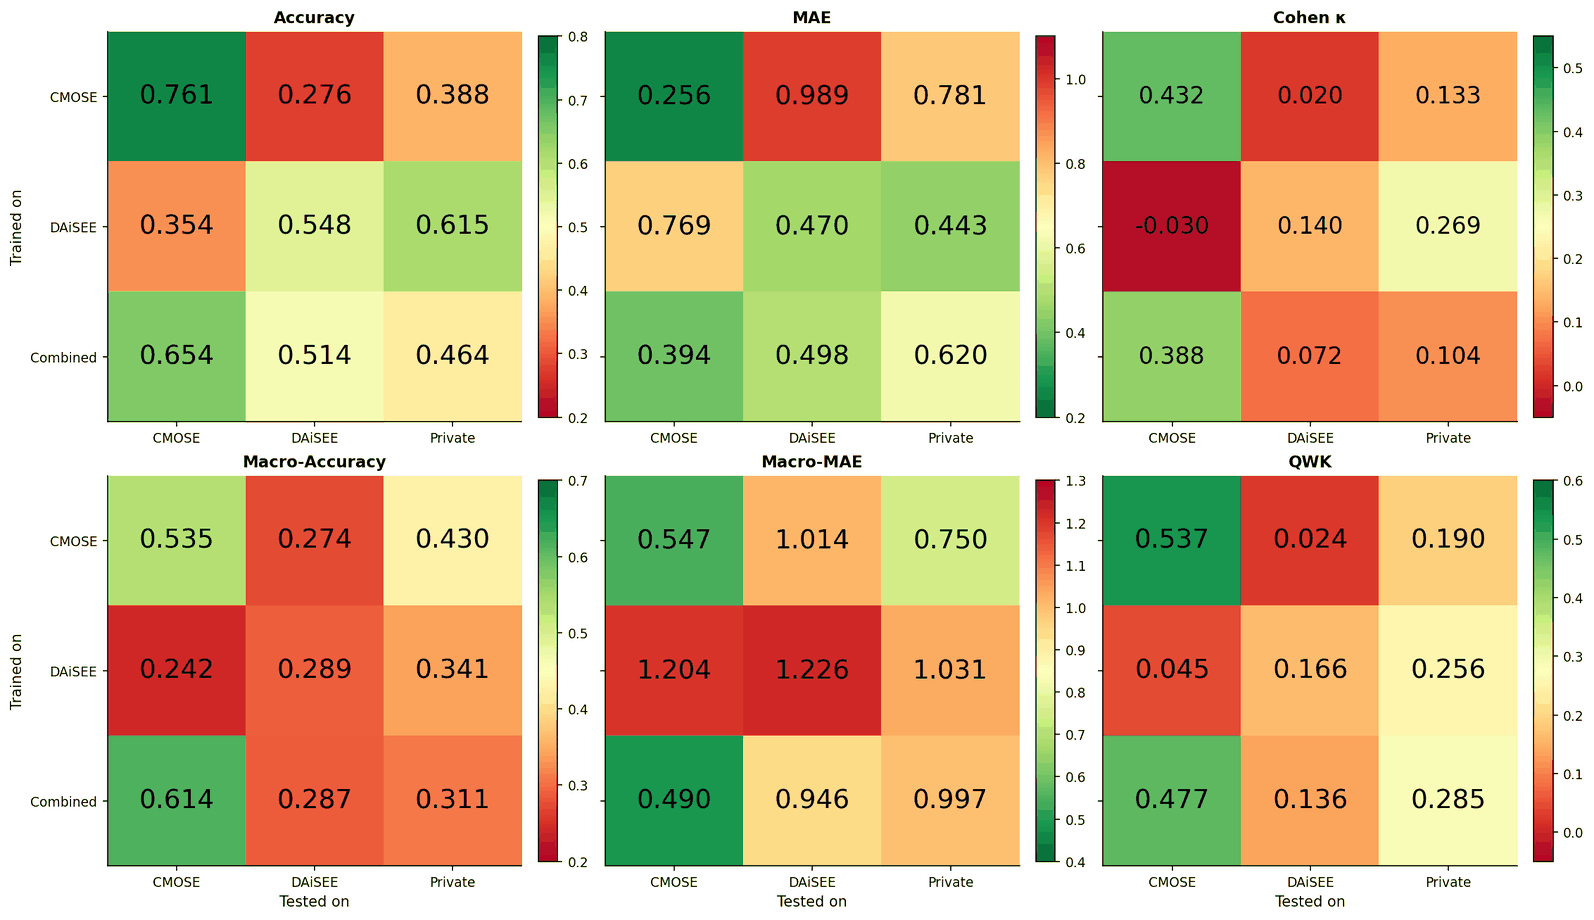 Accuracy
MAE
Cohen κ
Trained on
CMOSE
DAiSEE
Combined
0.761 0.276 0.388
0.354 0.548 0.615
0.654 0.514 0.464
CMOSE DAiSEE Private
0.8
0.7
0.6
0.5
0.4
0.3
0.2
0.256 0.989 0.781
0.769 0.470 0.443
0.394 0.498 0.620
CMOSE DAiSEE Private
1.0
0.8
0.6
0.4
0.2
0.432 0.020 0.133
-0.030 0.140 0.269
0.388 0.072 0.104
CMOSE DAiSEE Private
0.5
0.4
0.3
0.2
0.1
0.0
Macro-Accuracy
Macro-MAE
QWK
Trained on
CMOSE
DAiSEE
Combined
0.535 0.274 0.430
0.242 0.289 0.341
0.614 0.287 0.311
CMOSE DAiSEE Private
Tested on
0.7
0.6
0.5
0.4
0.3
0.2
0.547 1.014 0.750
1.204 1.226 1.031
0.490 0.946 0.997
CMOSE DAiSEE Private
Tested on
1.3
1.2
1.1
1.0
0.9
0.8
0.7
0.6
0.5
0.4
0.537 0.024 0.190
0.045 0.166 0.256
0.477 0.136 0.285
CMOSE DAiSEE Private
Tested on
0.6
0.5
0.4
0.3
0.2
0.1
0.0